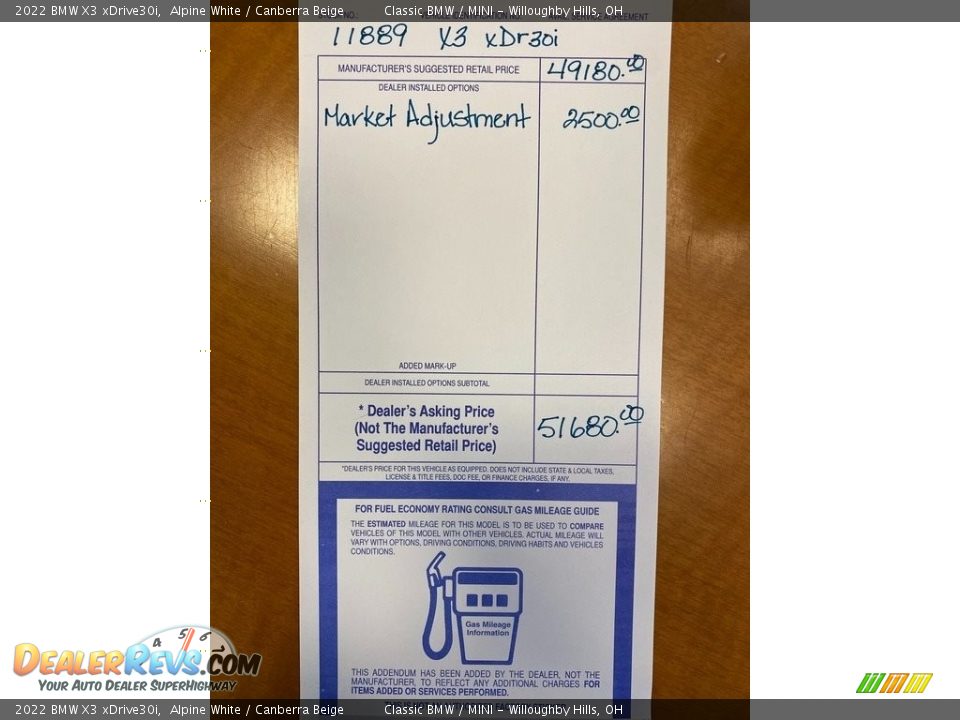 2022 BMW X3 xDrive30i, Alpine White / Canberra Beige Classic BMW / MINI - Willoughby Hills, OH
11889 X3 xDr30i
MANUFACTURER'S SUGGESTED RETAIL PRICE 49180.00
DEALER INSTALLED OPTIONS
Market Adjustment 2500.00
ADDED MARK-UP
DEALER INSTALLED OPTIONS SUBTOTAL
* Dealer's Asking Price
(Not The Manufacturer's 51680.00
Suggested Retail Price)
*DEALER'S PRICE FOR THIS VEHICLE AS EQUIPPED. DOES NOT INCLUDE STATE & LOCAL TAXES,
LICENSE & TITLE FEES, DOC FEE, OR FINANCE CHARGES, IF ANY.
FOR FUEL ECONOMY RATING CONSULT GAS MILEAGE GUIDE
THE ESTIMATED MILEAGE FOR THIS MODEL IS TO BE USED TO COMPARE
VEHICLES OF THIS MODEL WITH OTHER VEHICLES. ACTUAL MILEAGE WILL
VARY WITH OPTIONS, DRIVING CONDITIONS, DRIVING HABITS AND VEHICLES
CONDITIONS.
Gas Mileage
Information
THIS ADDENDUM HAS BEEN ADDED BY THE DEALER, NOT THE
MANUFACTURER, TO REFLECT ANY ADDITIONAL CHARGES FOR
ITEMS ADDED OR SERVICES PERFORMED.
4 5 6
DEALERREVS.COM
YOUR AUTO DEALER SUPERHIGHWAY
2022 BMW X3 xDrive30i, Alpine White / Canberra Beige Classic BMW / MINI - Willoughby Hills, OH